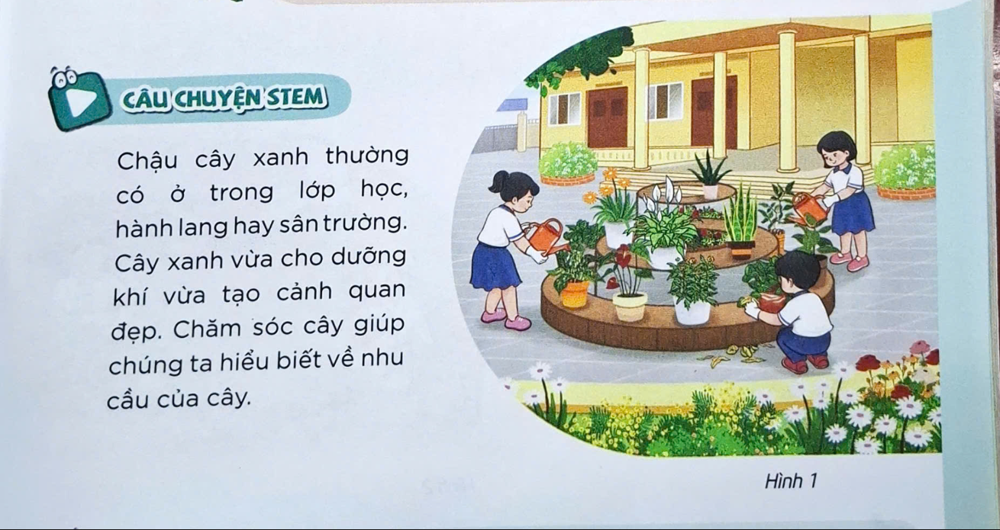 CÂU CHUYỆN STEM
Chậu cây xanh thường
có ở trong lớp học,
hành lang hay sân trường.
Cây xanh vừa cho dưỡng
khí vừa tạo cảnh quan
đẹp. Chăm sóc cây giúp
chúng ta hiểu biết về nhu
cầu của cây.
Hình 1